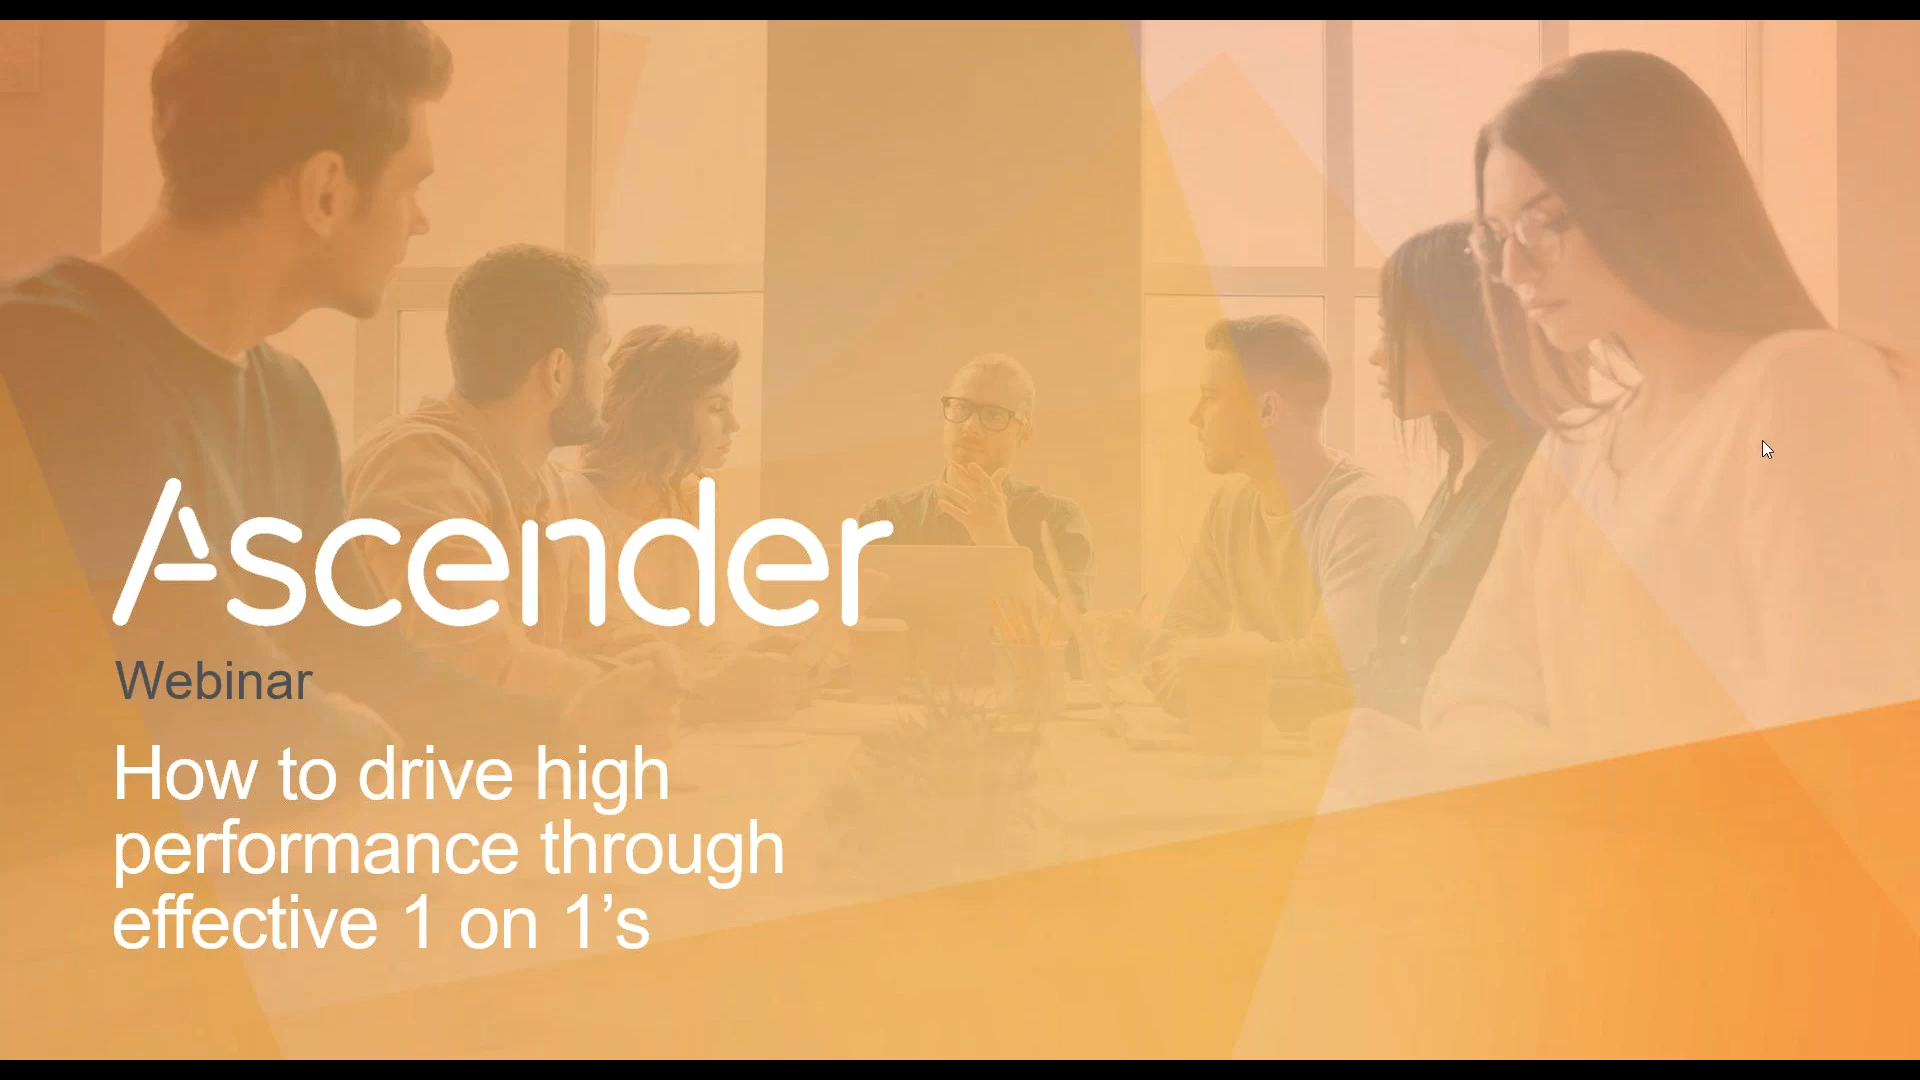 Ascender
Webinar
How to drive high
performance through
effective 1 on 1’s